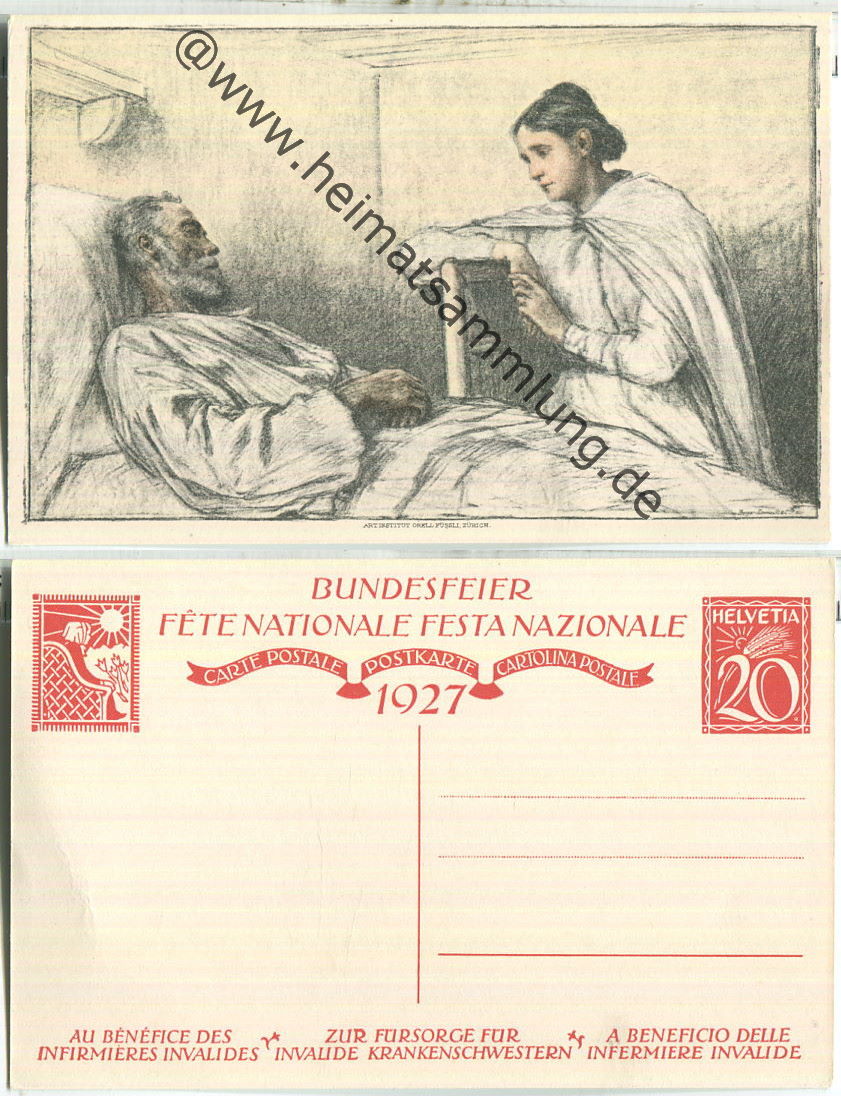 @www.heimatsammlung.de
ART. INSTITUT ORELL FÜSSLI, ZÜRICH.
BUNDESFEIER
FÊTE NATIONALE FESTA NAZIONALE
CARTE POSTALE POSTKARTE CARTOLINA POSTALE
1927
HELVETIA
20
AU BÉNÉFICE DES
INFIRMIÈRES INVALIDES
ZUR FÜRSORGE FÜR
INVALIDE KRANKENSCHWESTERN
A BENEFICIO DELLE
INFERMIERE INVALIDE